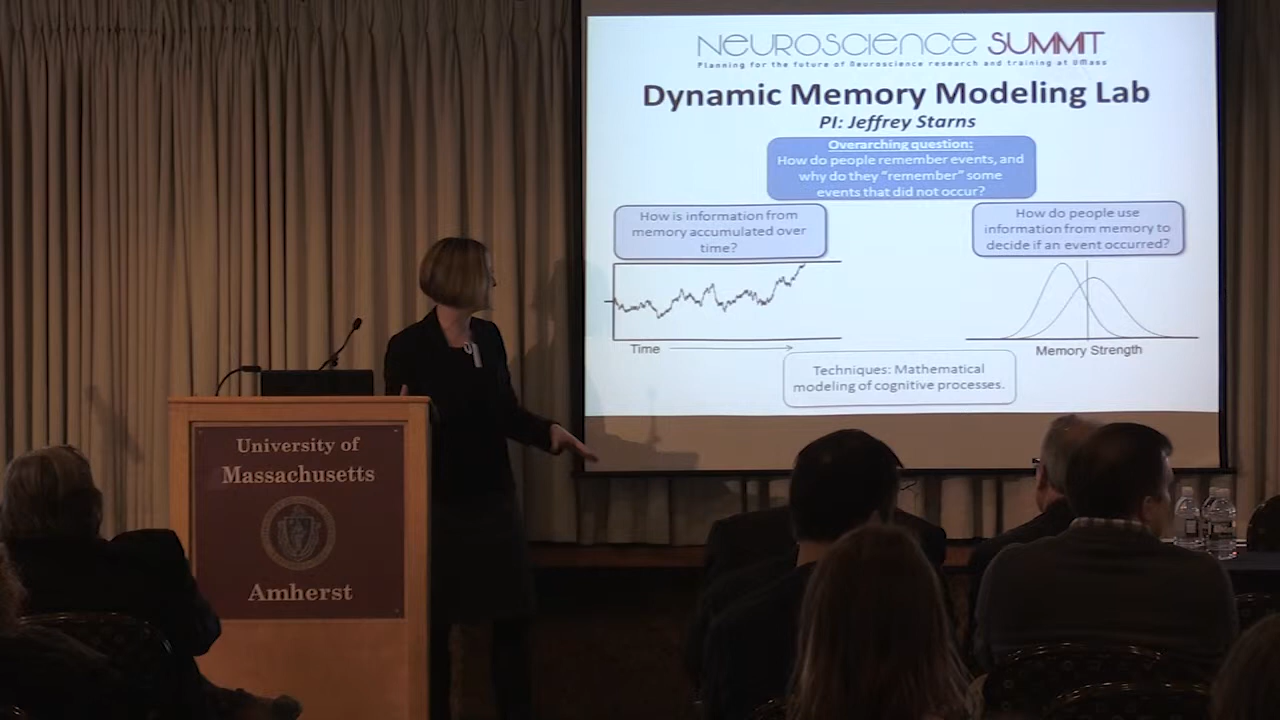 NEUROSCIENCE SUMMIT
Planning for the future of Neuroscience research and training at UMass
Dynamic Memory Modeling Lab
PI: Jeffrey Starns
Overarching question:
How do people remember events, and
why do they “remember” some
events that did not occur?
How is information from
memory accumulated over
time?
How do people use
information from memory to
decide if an event occurred?
Time
Memory Strength
Techniques: Mathematical
modeling of cognitive processes.
University of
Massachusetts
Amherst